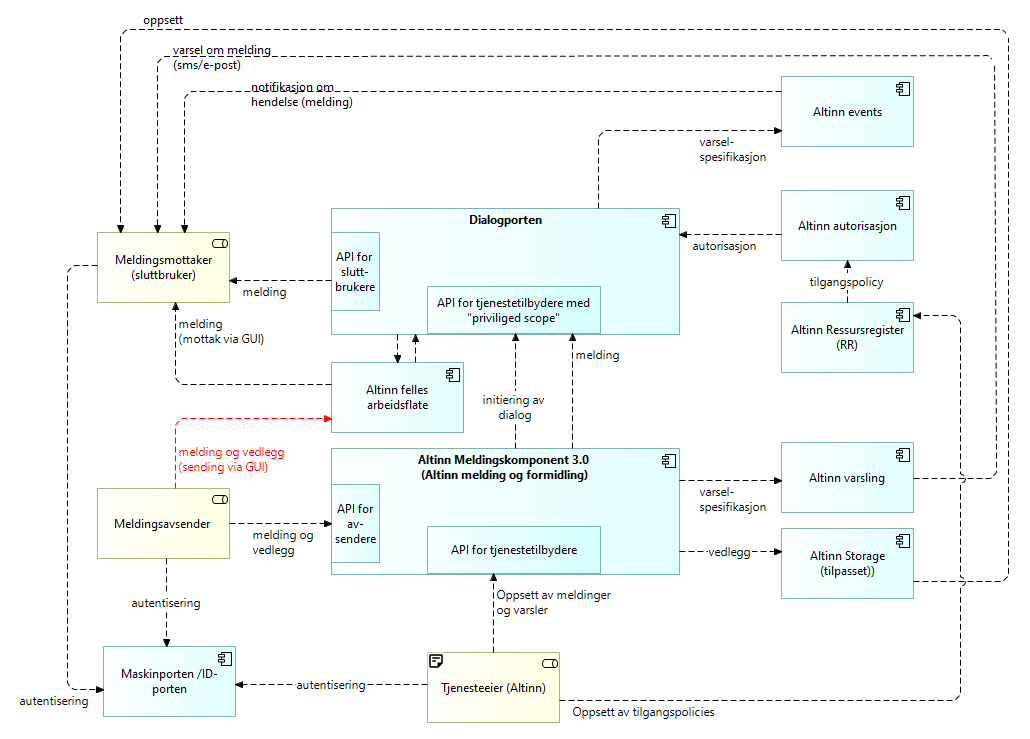 oppsett
varsel om melding
(sms/e-post)
notifikasjon om
hendelse (melding)
Altinn events
varsel-
spesifikasjon
Dialogporten
Altinn autorisasjon
autorisasjon
Meldingsmottaker
(sluttbruker)
API for
slutt-
brukere
melding
API for tjenestetilbydere med
"priviliged scope"
tilgangspolicy
Altinn Ressursregister
(RR)
melding
(mottak via GUI)
melding
Altinn felles
arbeidsflate
initiering av
dialog
melding og vedlegg
(sending via GUI)
Altinn Meldingskomponent 3.0
(Altinn melding og formidling)
Altinn varsling
varsel-
spesifikasjon
Meldingsavsender
API for
av-
sendere
melding og
vedlegg
API for tjenestetilbydere
vedlegg
Altinn Storage
(tilpasset))
autentisering
Oppsett av meldinger
og varsler
Maskinporten /ID-
porten
autentisering
Tjenesteeier (Altinn)
autentisering
Oppsett av tilgangspolicies